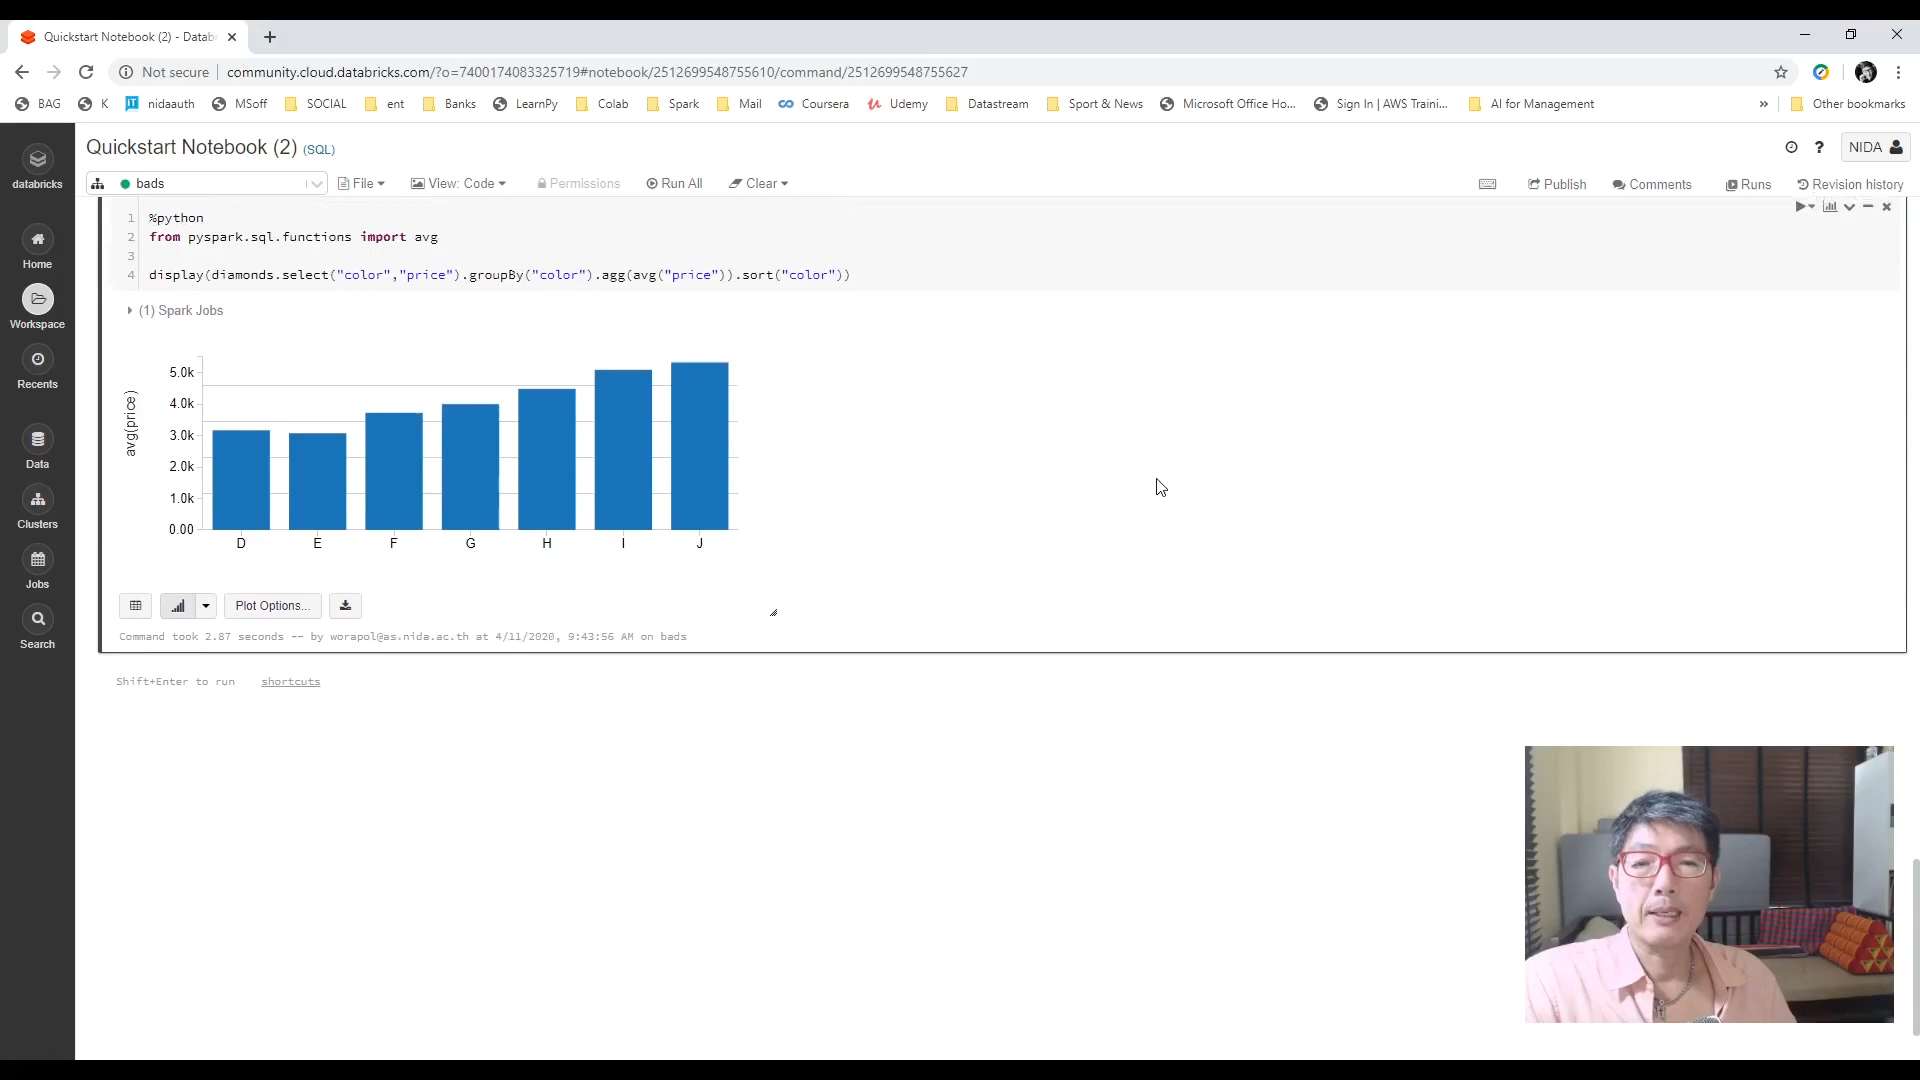 Quickstart Notebook (2) - Datab
Not secure community.cloud.databricks.com/?o=7400174083325719#notebook/2512699548755610/command/2512699548755627
BAG K nidaauth MSoff SOCIAL ent Banks LearnPy Colab Spark Mail Coursera Udemy Datastream Sport & News Microsoft Office Ho... Sign In | AWS Traini... AI for Management » Other bookmarks
databricks
Home
Workspace
Recents
Data
Clusters
Jobs
Search
Quickstart Notebook (2) (SQL)
? NIDA
bads File View: Code Permissions Run All Clear Publish Comments Runs Revision history
1 %python
2 from pyspark.sql.functions import avg
3
4 display(diamonds.select("color","price").groupBy("color").agg(avg("price")).sort("color"))
(1) Spark Jobs
avg(price)
5.0k
4.0k
3.0k
2.0k
1.0k
0.00
D E F G H I J
Plot Options...
Command took 2.87 seconds -- by worapol@as.nida.ac.th at 4/11/2020, 9:43:56 AM on bads
Shift+Enter to run shortcuts